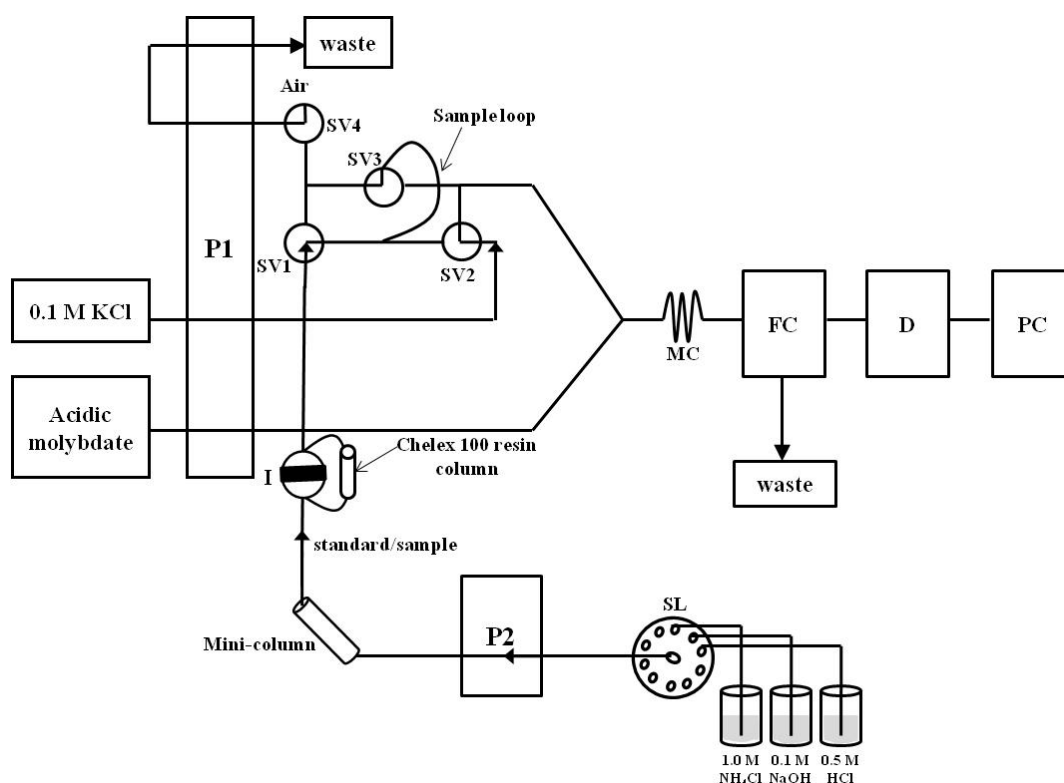 waste
Air
SV4
Sample loop
SV3
P1
SV1
SV2
0.1 M KCl
MC
FC
D
PC
Acidic
molybdate
Chelex 100 resin
column
I
waste
standard/sample
Mini-column
P2
SL
1.0 M
NH4Cl
0.1 M
NaOH
0.5 M
HCl